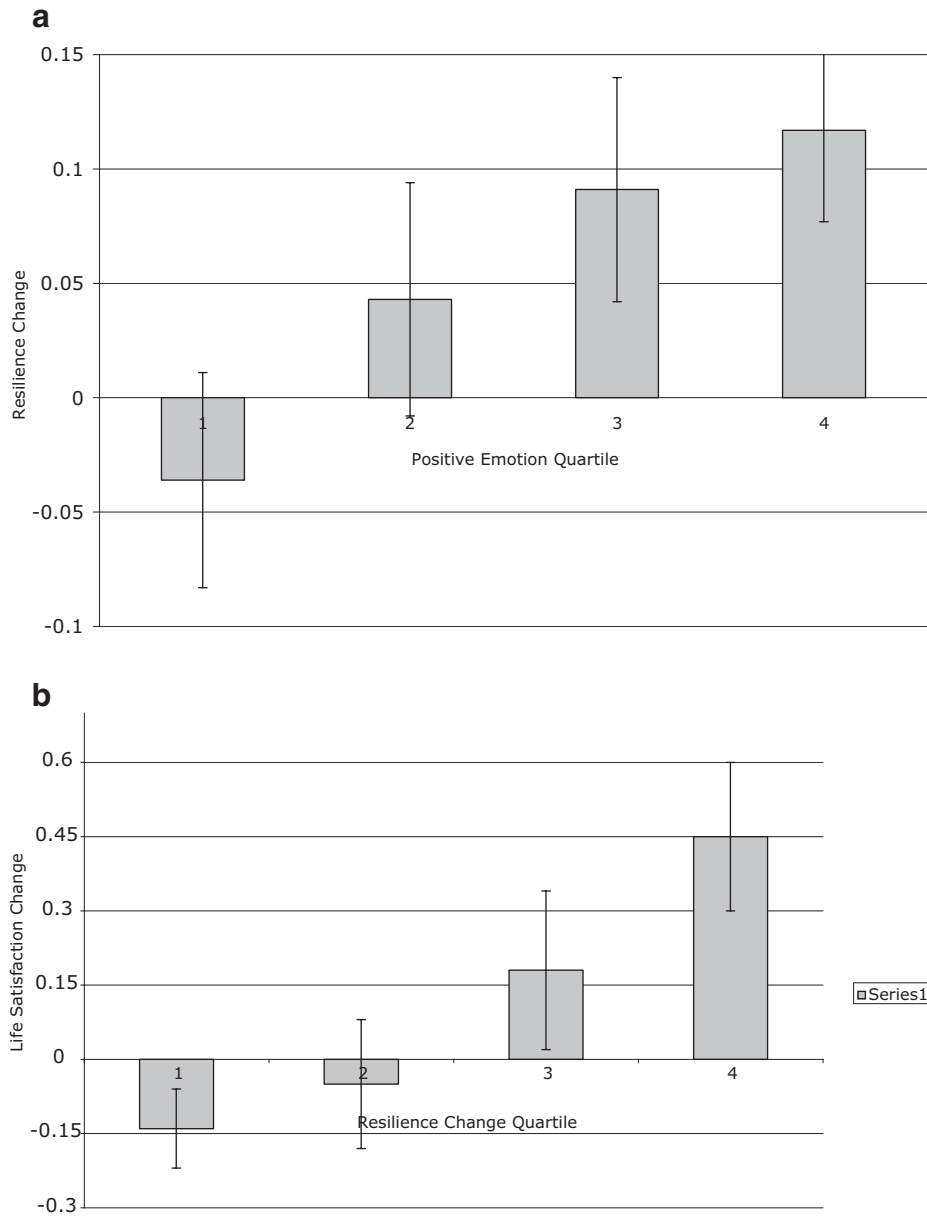 a
0.15
0.1
0.05
0
-0.05
-0.1
Resilience Change
1 2 3 4
Positive Emotion Quartile
b
0.6
0.45
0.3
0.15
0
-0.15
-0.3
Life Satisfaction Change
1 2 3 4
Resilience Change Quartile
Series1